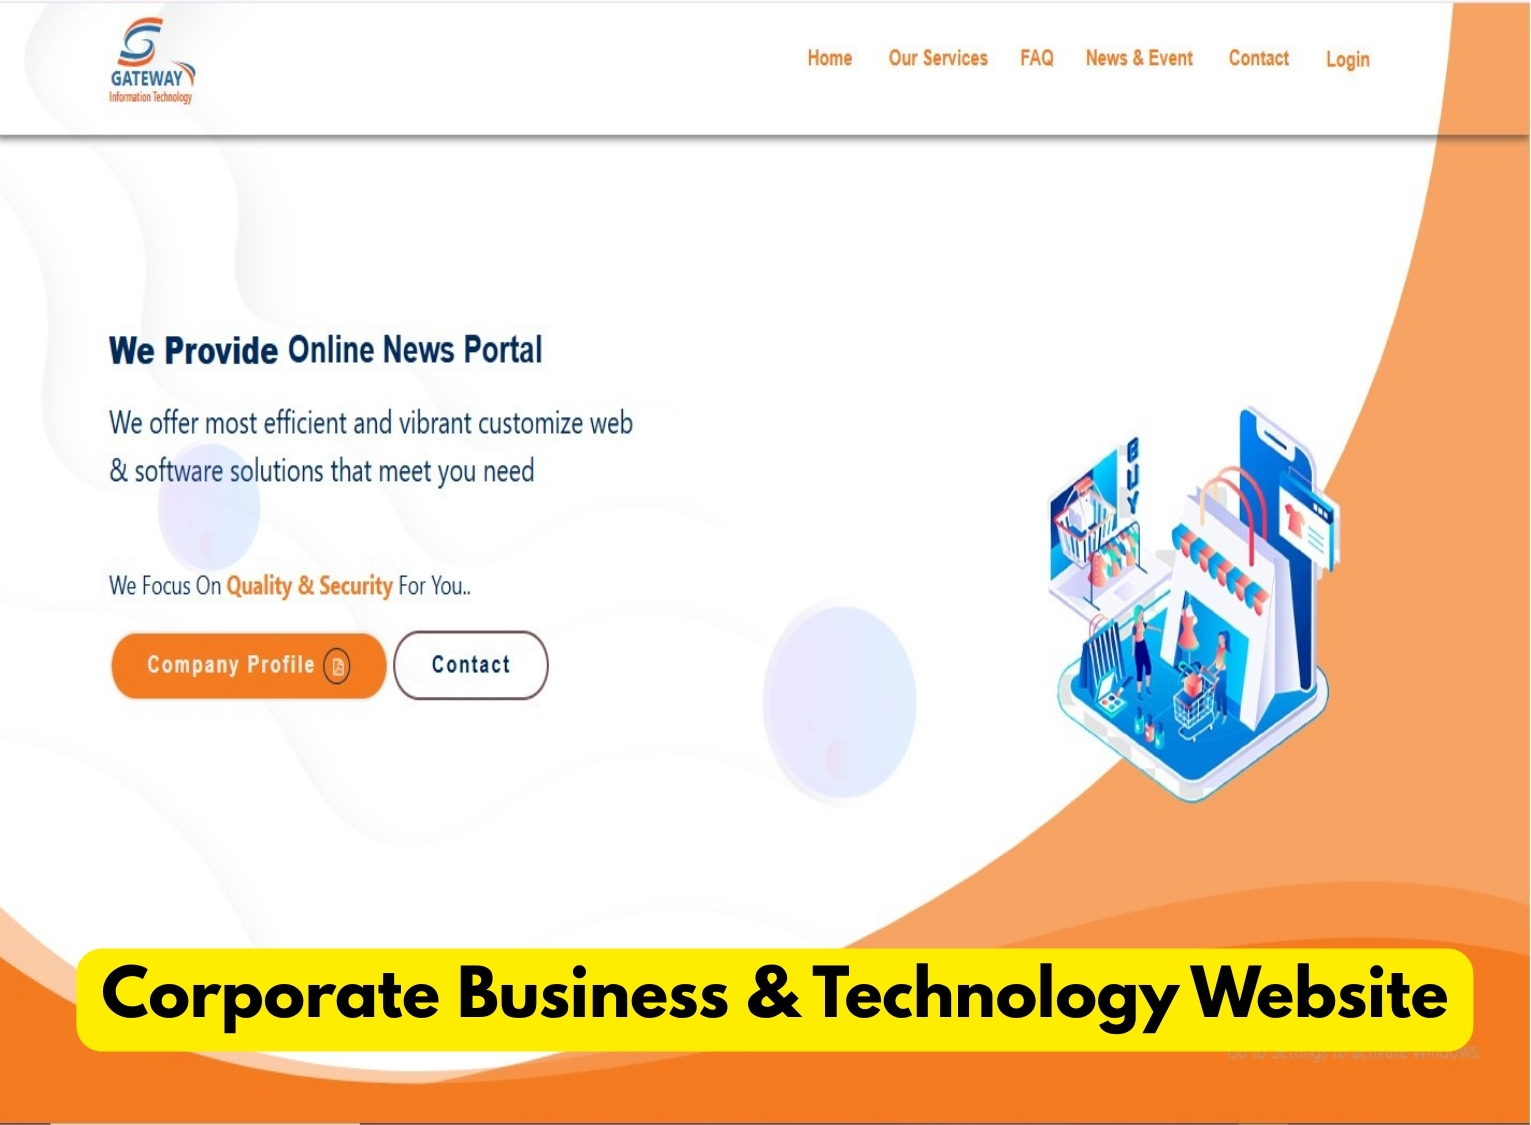 GATEWAY
Information Technology
Home Our Services FAQ News & Event Contact Login
We Provide Online News Portal
We offer most efficient and vibrant customize web
& software solutions that meet you need
BUY
We Focus On Quality & Security For You..
Company Profile Contact
Corporate Business & Technology Website
Go to Settings to activate Windows.